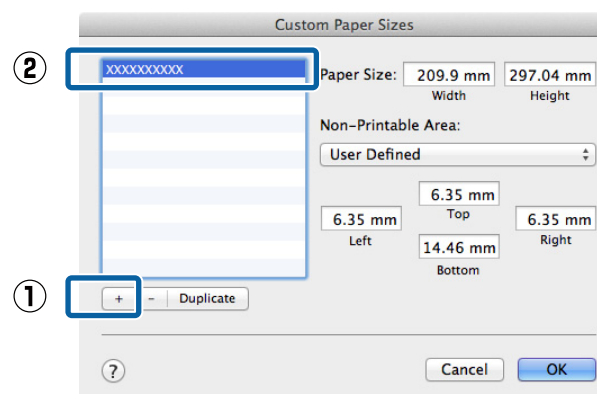 Custom Paper Sizes
②
XXXXXXXXXX
Paper Size: 209.9 mm 297.04 mm
Width Height
Non-Printable Area:
User Defined
6.35 mm
Top
6.35 mm 6.35 mm
Left Right
14.46 mm
Bottom
①
+ - Duplicate
? Cancel OK